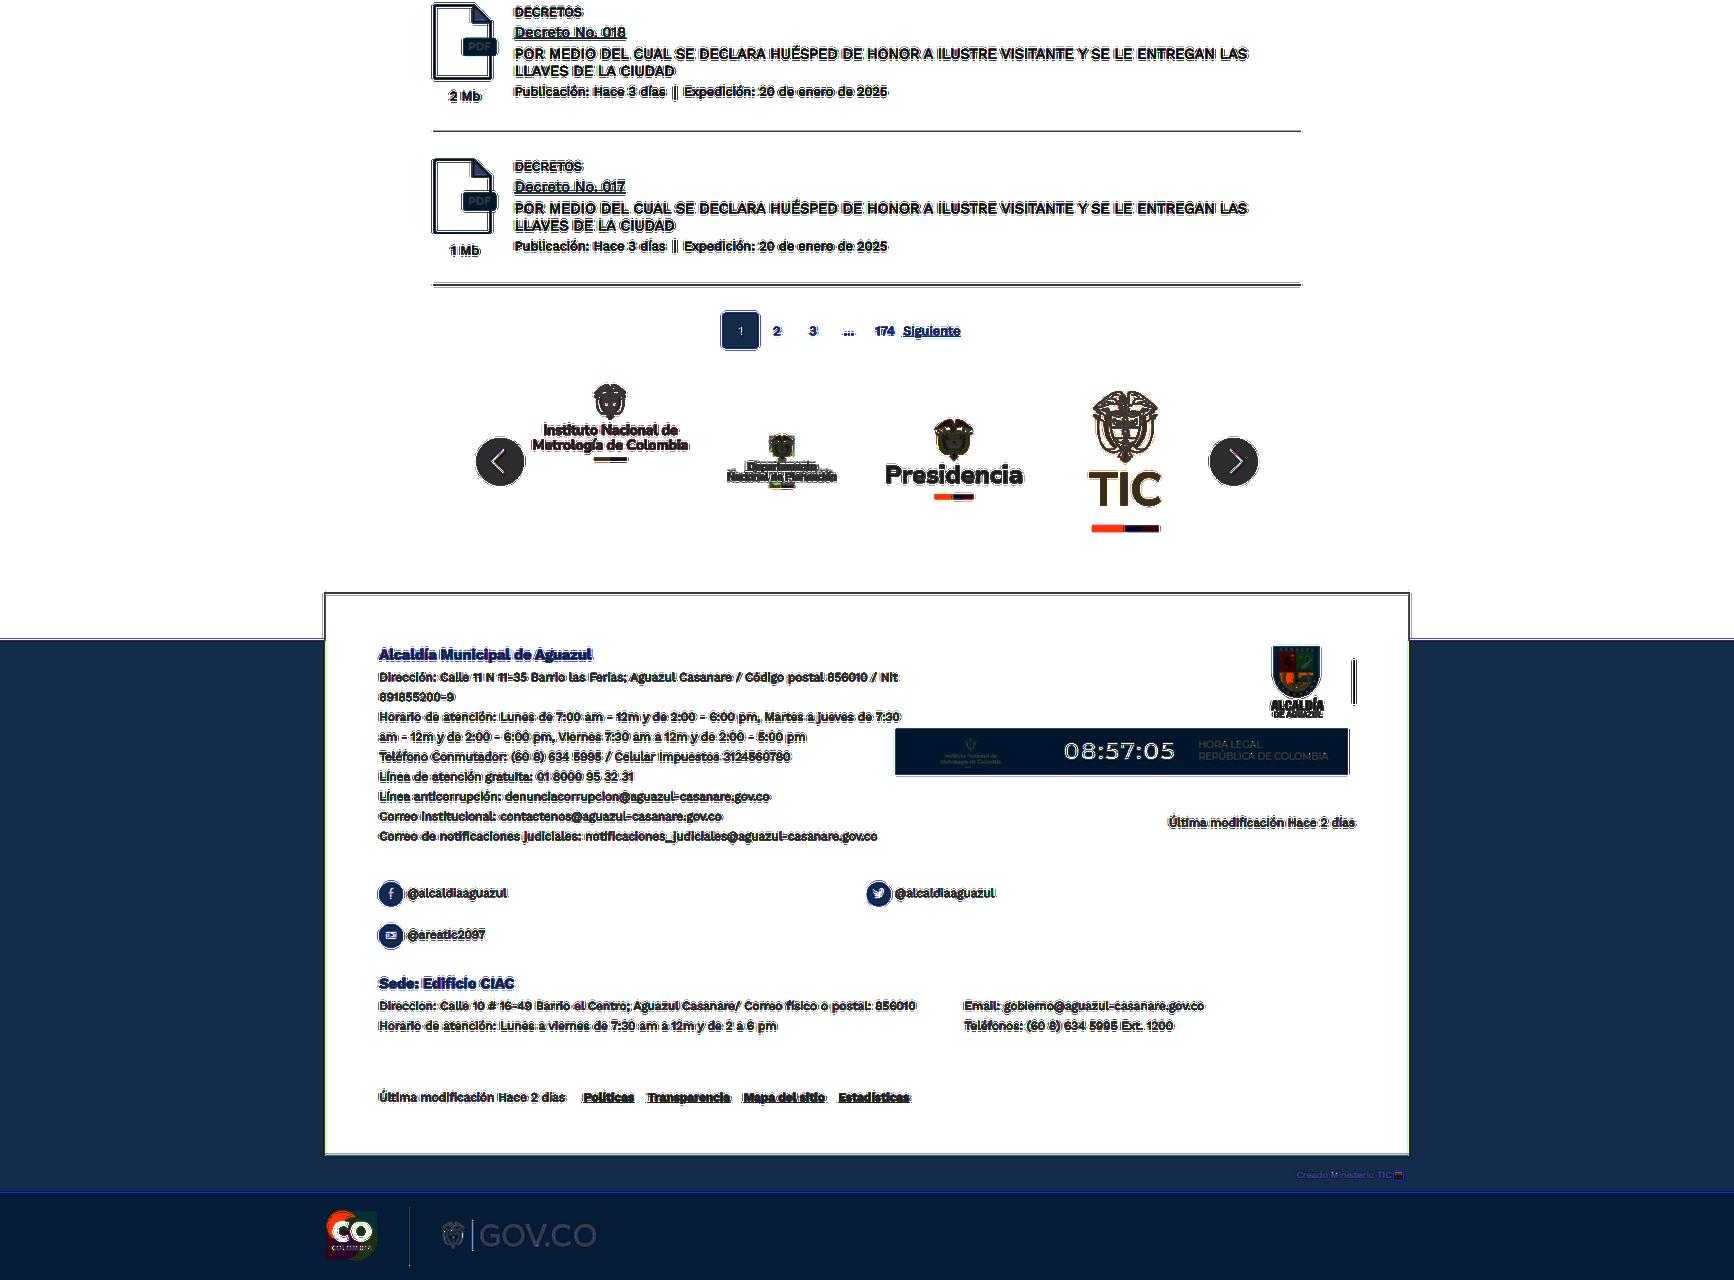 DECRETOS
Decreto No. 018
POR MEDIO DEL CUAL SE DECLARA HUÉSPED DE HONOR A ILUSTRE VISITANTE Y SE LE ENTREGAN LAS
LLAVES DE LA CIUDAD
Publicación: Hace 3 días | Expedición: 20 de enero de 2025
PDF
2 Mb
DECRETOS
Decreto No. 017
POR MEDIO DEL CUAL SE DECLARA HUÉSPED DE HONOR A ILUSTRE VISITANTE Y SE LE ENTREGAN LAS
LLAVES DE LA CIUDAD
Publicación: Hace 3 días | Expedición: 20 de enero de 2025
PDF
1 Mb
1 2 3 ... 174 Siguiente
Instituto Nacional de
Metrología de Colombia
Departamento
Nacional de Planeación
Presidencia
TIC
Alcaldía Municipal de Aguazul
Dirección: Calle 11 N 11-35 Barrio las Ferias; Aguazul Casanare / Código postal 856010 / Nit
891855200-9
Horario de atención: Lunes de 7:00 am - 12m y de 2:00 - 6:00 pm, Martes a jueves de 7:30
am - 12m y de 2:00 - 6:00 pm, Viernes 7:30 am a 12m y de 2:00 - 5:00 pm
Teléfono Conmutador: (60 8) 634 5995 / Celular impuestos 3124560780
Línea de atención gratuita: 01 8000 95 32 31
Línea anticorrupción: denunciacorrupcion@aguazul-casanare.gov.co
Correo institucional: contactenos@aguazul-casanare.gov.co
Correo de notificaciones judiciales: notificaciones_judiciales@aguazul-casanare.gov.co
AGUAZUL
ALCALDÍA
DE AGUAZUL
Instituto Nacional de
Metrología de Colombia
08:57:05
HORA LEGAL
REPÚBLICA DE COLOMBIA
Última modificación Hace 2 días
@alcaldiaaguazul
@alcaldiaaguazul
@areatic2097
Sede: Edificio CIAC
Direccion: Calle 10 # 16-49 Barrio el Centro; Aguazul Casanare/ Correo físico o postal: 856010
Horario de atención: Lunes a viernes de 7:30 am a 12m y de 2 a 6 pm
Email: gobierno@aguazul-casanare.gov.co
Teléfonos: (60 8) 634 5995 Ext. 1200
Última modificación Hace 2 días Políticas Transparencia Mapa del sitio Estadísticas
Creado Ministerio TIC
CO
COLOMBIA
GOV.CO